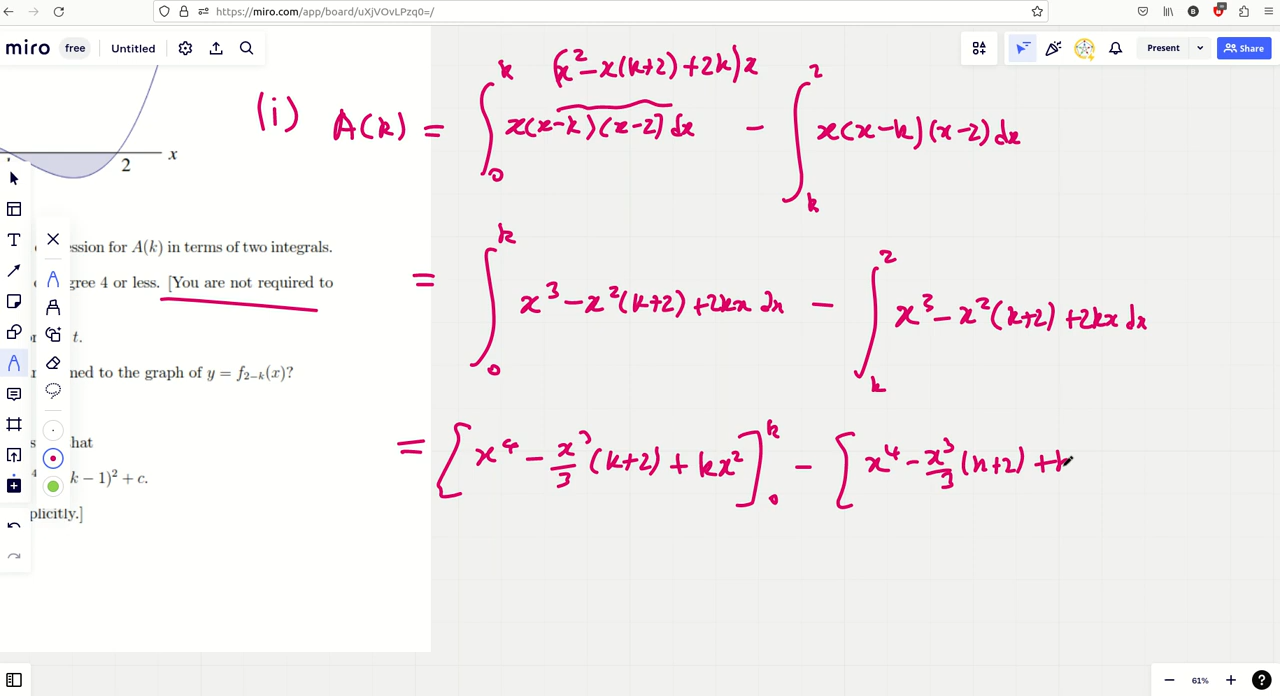 https://miro.com/app/board/uXjVOvLPzq0=/
miro free Untitled Present Share
(x² - x(k+2) + 2k) x
(i) A(k) = ∫₀ᵏ x(x-k)(x-2) dx - ∫ₖ² x(x-k)(x-2) dx
2 x
ession for A(k) in terms of two integrals.
gree 4 or less. [You are not required to
t.
ned to the graph of y = f₂₋ₖ(x)?
hat
k − 1)² + c.
plicitly.]
= ∫₀ᵏ x³ - x²(k+2) + 2kx dx - ∫ₖ² x³ - x²(k+2) + 2kx dx
= [x⁴ - x³/3 (k+2) + kx²]₀ᵏ - [x⁴ - x³/3 (k+2) + k
61%